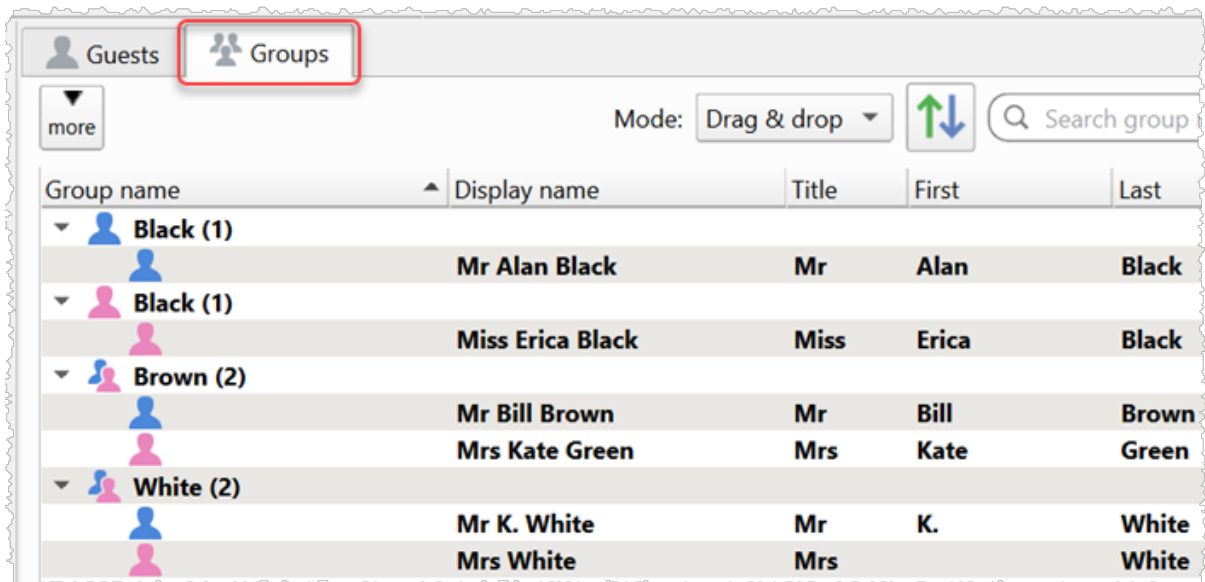 Guests Groups
more Mode: Drag & drop Search group
Group name Display name Title First Last
Black (1)
Mr Alan Black Mr Alan Black
Black (1)
Miss Erica Black Miss Erica Black
Brown (2)
Mr Bill Brown Mr Bill Brown
Mrs Kate Green Mrs Kate Green
White (2)
Mr K. White Mr K. White
Mrs White Mrs White